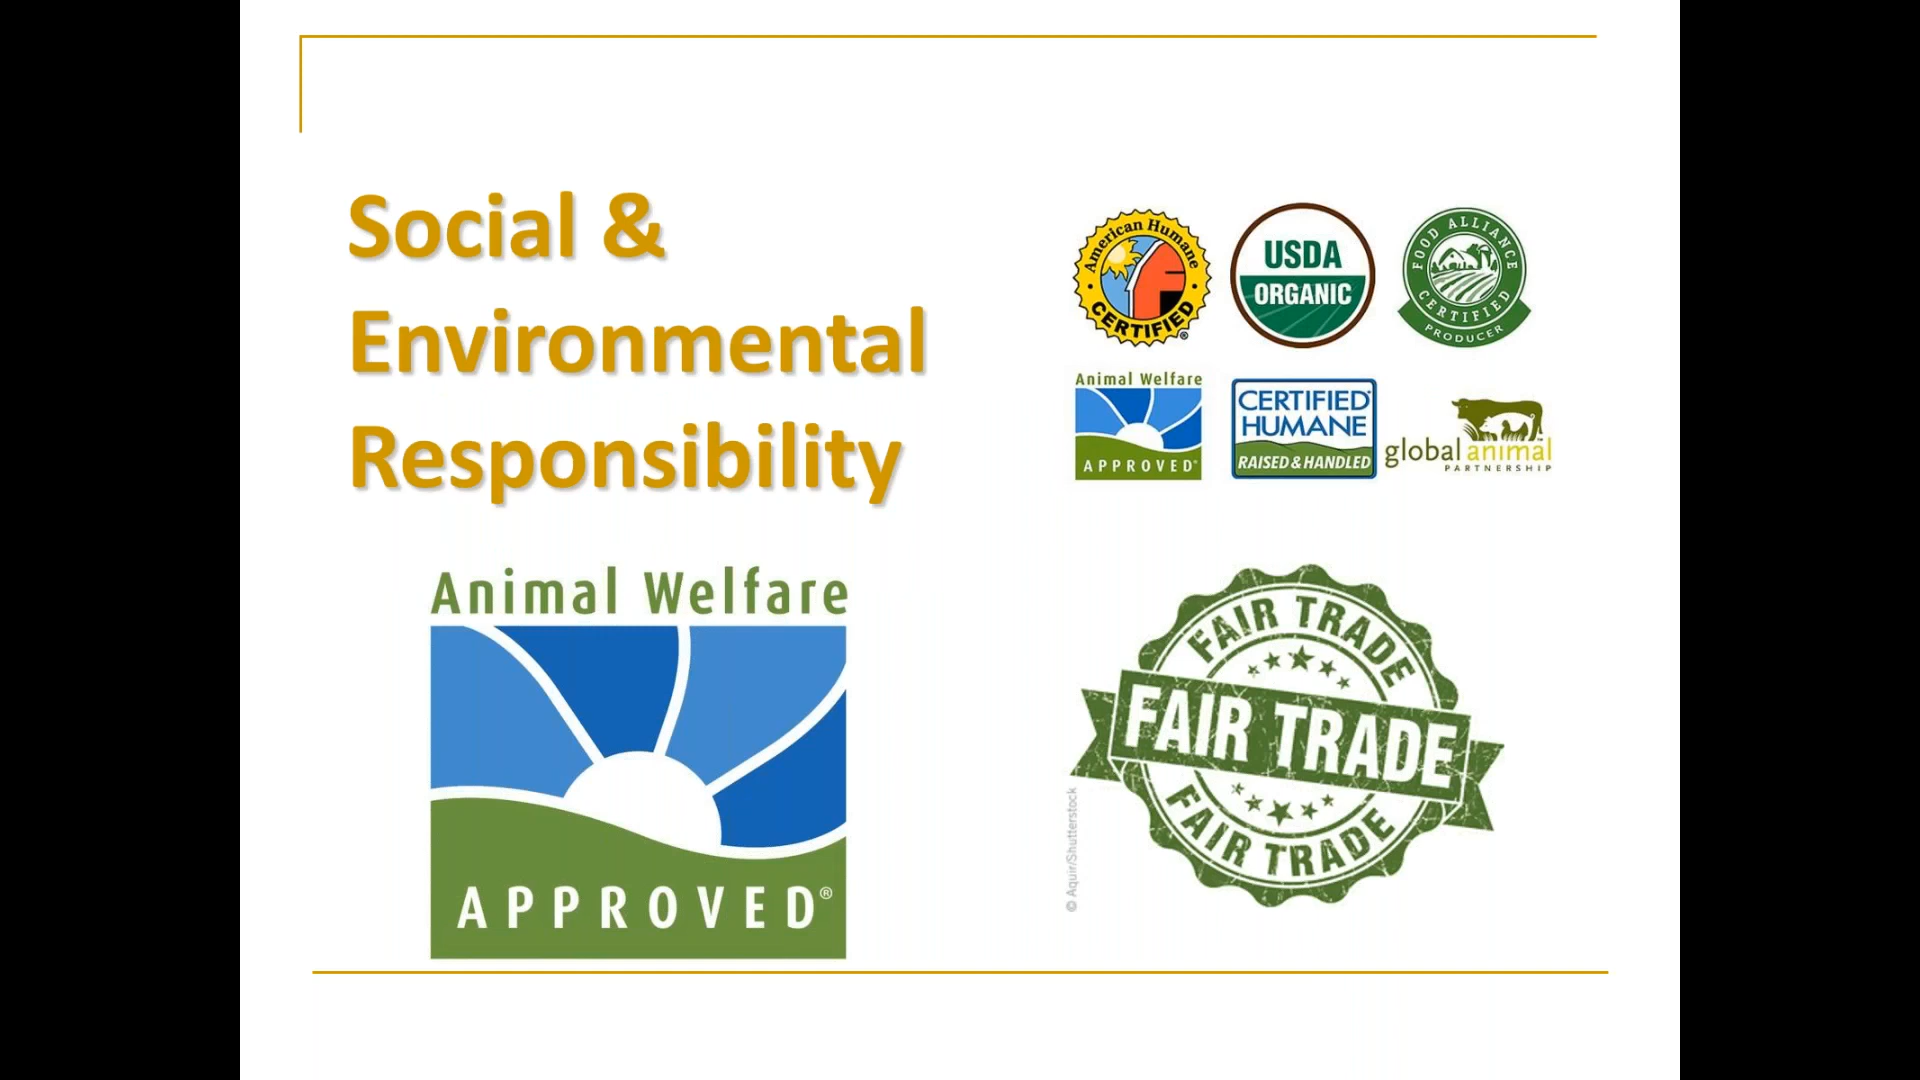 Social &
Environmental
Responsibility
American Humane
CERTIFIED®
USDA
ORGANIC
FOOD ALLIANCE
CERTIFIED
PRODUCER
Animal Welfare
APPROVED®
CERTIFIED®
HUMANE
RAISED & HANDLED
global animal
PARTNERSHIP
Animal Welfare
APPROVED®
FAIR TRADE
FAIR TRADE
FAIR TRADE
© Aquir/Shutterstock